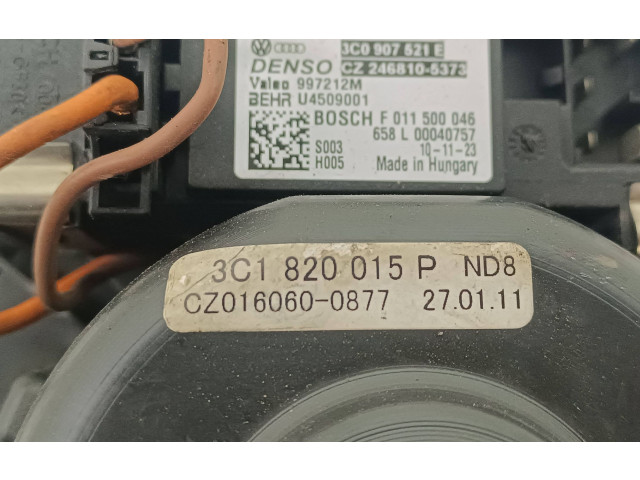 3C0 907 521 E
DENSO CZ 246810-5373
Valeo 997212M
BEHR U4509001
BOSCH F 011 500 046
658 L 00040757
S003 10-11-23
H005 Made in Hungary
3C1 820 015 P ND8
CZ016060-0877 27.01.11